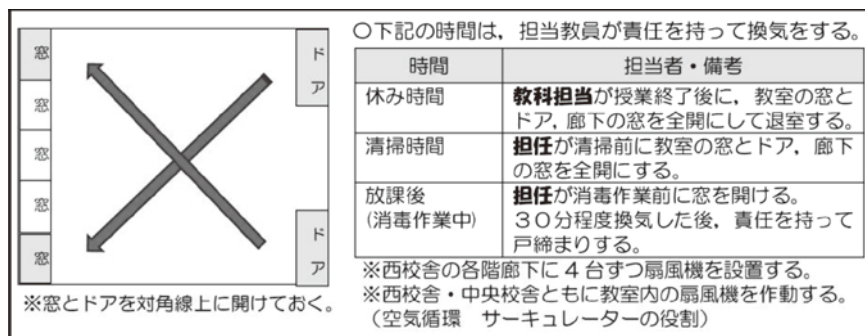 窓
窓
窓
窓
窓
ドア
ドア
※窓とドアを対角線上に開けておく。
○下記の時間は，担当教員が責任を持って換気をする。
時間
担当者・備考
休み時間
教科担当が授業終了後に，教室の窓と
ドア，廊下の窓を全開にして退室する。
清掃時間
担任が清掃前に教室の窓とドア，廊下
の窓を全開にする。
放課後
(消毒作業中)
担任が消毒作業前に窓を開ける。
３０分程度換気した後，責任を持って
戸締まりする。
※西校舎の各階廊下に４台ずつ扇風機を設置する。
※西校舎・中央校舎ともに教室内の扇風機を作動する。
（空気循環　サーキュレーターの役割）